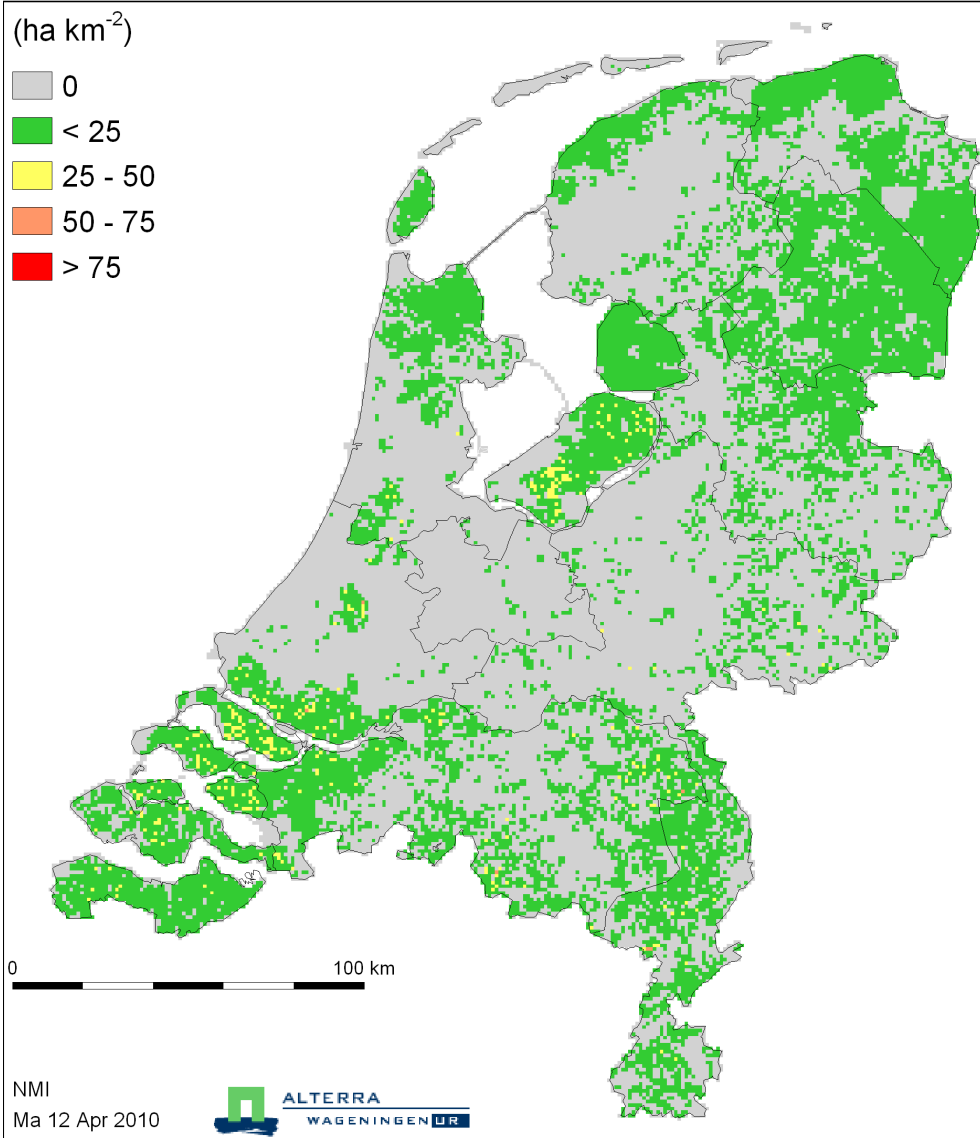 (ha km-2)
0
< 25
25 - 50
50 - 75
> 75
0 100 km
NMI
Ma 12 Apr 2010
ALTERRA
WAGENINGEN UR